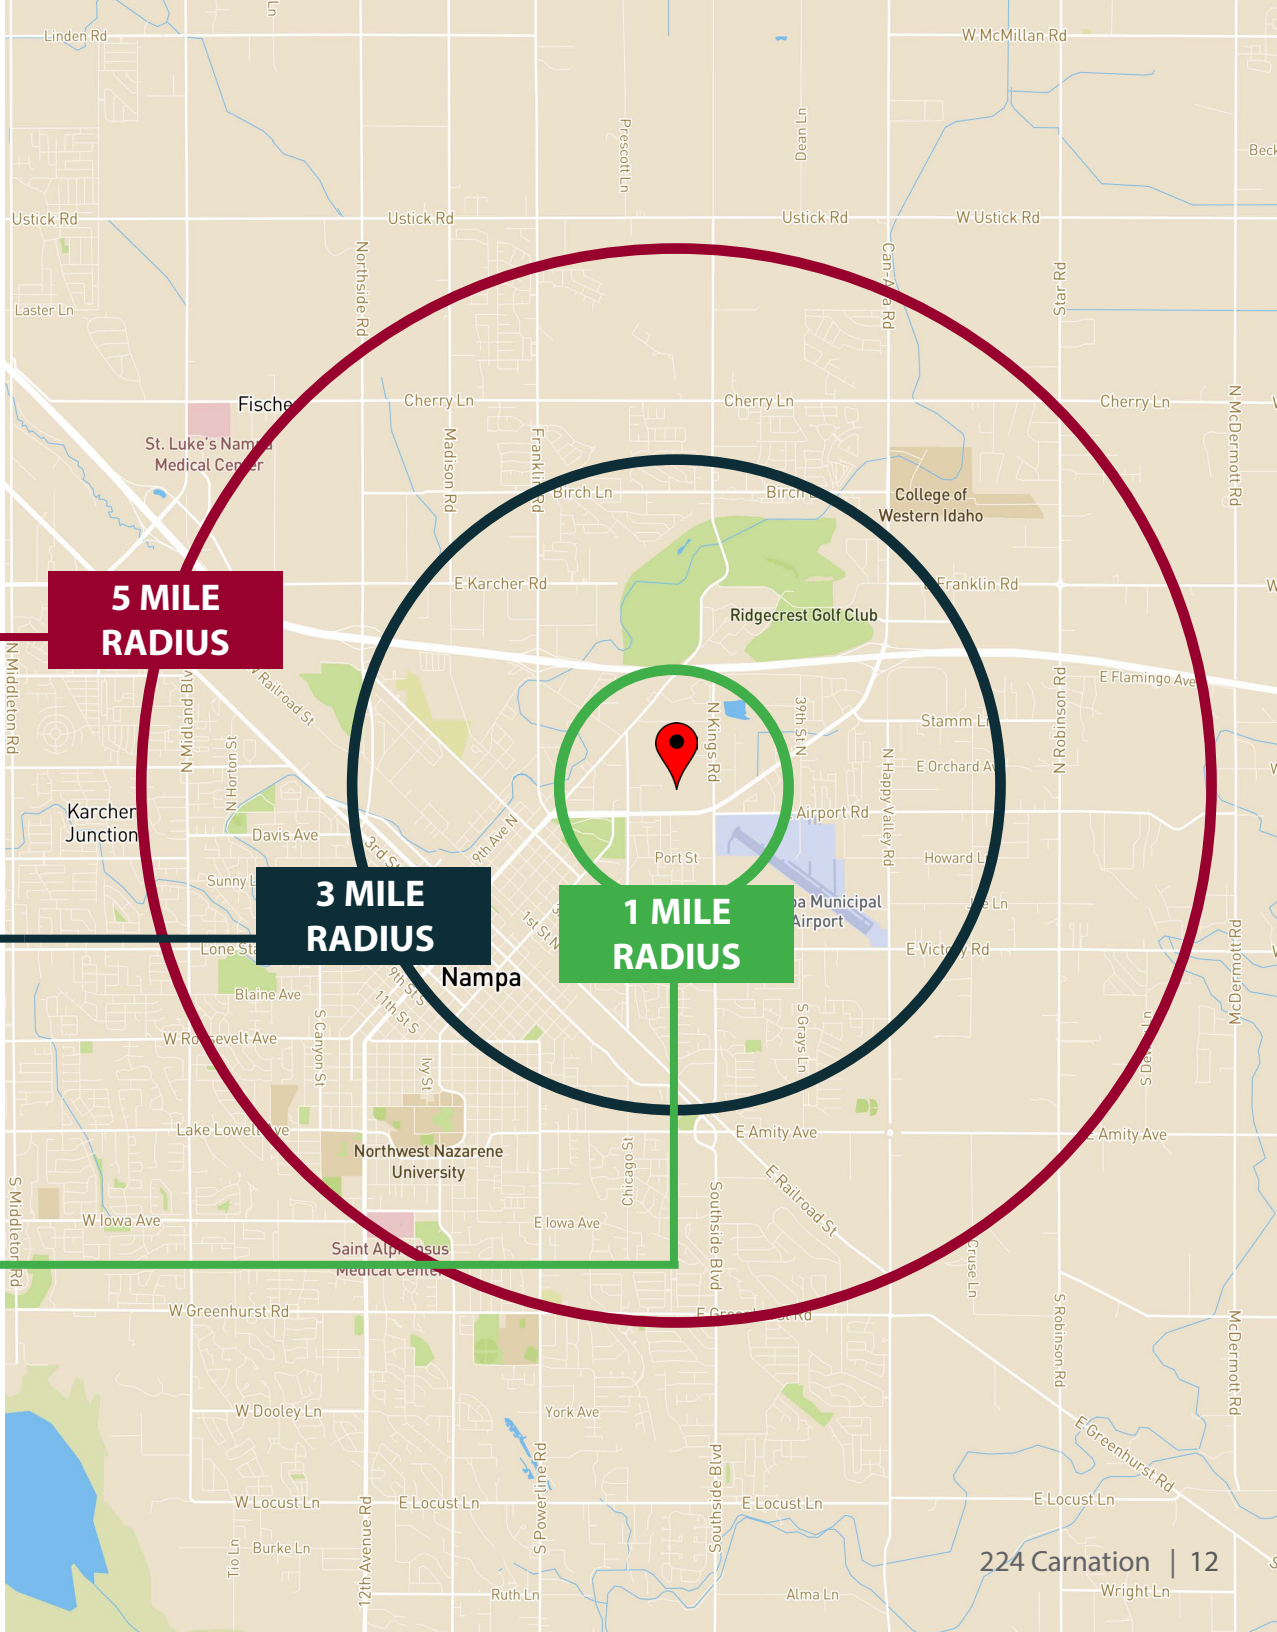 Ln
Linden Rd
W McMillan Rd
Prescott Ln
Dean Ln
Beck
Ustick Rd
Ustick Rd
Ustick Rd
W Ustick Rd
Northside Rd
Can-Ada Rd
Star Rd
Laster Ln
Cherry Ln
Cherry Ln
Cherry Ln
N McDermott Rd
St. Luke's Nampa
Medical Center
Madison Rd
Franklin Rd
Birch Ln
College of
Western Idaho
E Karcher Rd
Franklin Rd
5 MILE
RADIUS
Ridgecrest Golf Club
N Middleton Rd
N Railroad St
N Kings Rd
39th St N
N Robinson Rd
E Flamingo Ave
Stamm Ln
N Horton St
N Happy Valley Rd
E Orchard Av
Karcher
Junction
Davis Ave
9th Ave N
Airport Rd
Port St
Howard Ln
3 MILE
RADIUS
1 MILE
RADIUS
pa Municipal
Airport
1st St N
E Victory Rd
Nampa
9th St S
11th St S
Blaine Ave
S Canyon St
S Grays Ln
McDermott Rd
W Roosevelt Ave
Ivy St
Lake Lowell Ave
E Amity Ave
E Amity Ave
Northwest Nazarene
University
Chicago St
E Railroad St
S Middleton Rd
W Iowa Ave
E Iowa Ave
Southside Blvd
Saint Alphonsus
Medical Center
Cruse Ln
W Greenhurst Rd
E Greenhurst Rd
S Robinson Rd
McDermott Rd
W Dooley Ln
York Ave
E Greenhurst Rd
S Powerline Rd
Southside Blvd
W Locust Ln
E Locust Ln
E Locust Ln
E Locust Ln
12th Avenue Rd
Tio Ln
Burke Ln
224 Carnation | 12
Ruth Ln
Alma Ln
Wright Ln